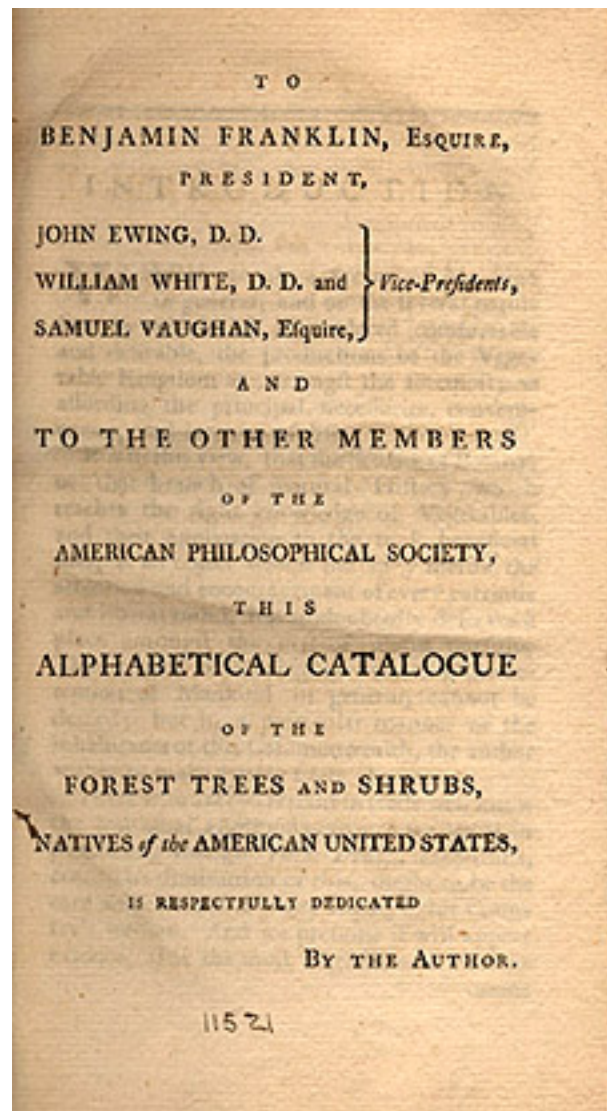 TO
BENJAMIN FRANKLIN, ESQUIRE,
PRESIDENT,
JOHN EWING, D. D.
WILLIAM WHITE, D. D. and
SAMUEL VAUGHAN, Eſquire,
Vice-Preſidents,
AND
TO THE OTHER MEMBERS
OF THE
AMERICAN PHILOSOPHICAL SOCIETY,
THIS
ALPHABETICAL CATALOGUE
OF THE
FOREST TREES AND SHRUBS,
NATIVES of the AMERICAN UNITED STATES,
IS RESPECTFULLY DEDICATED
BY THE AUTHOR.
11521